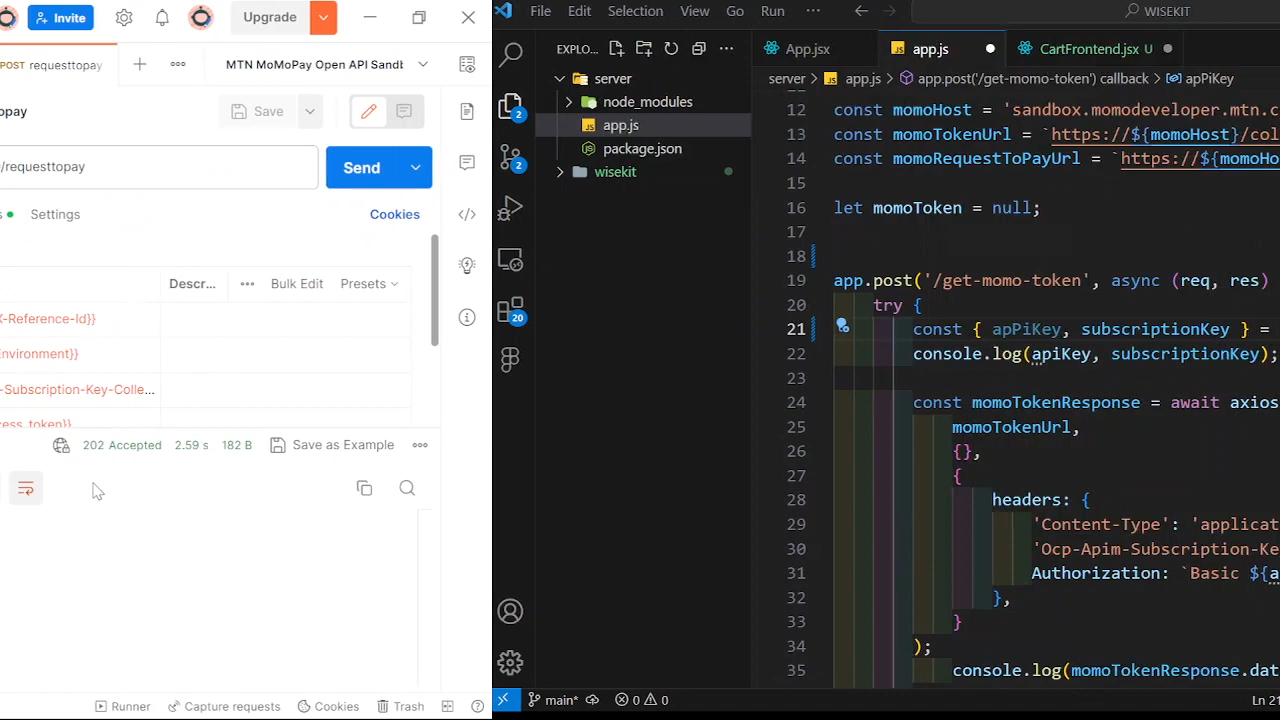 Invite
Upgrade
POST requesttopay
MTN MoMoPay Open API Sandb
opay
Save
/requesttopay
Send
s
Settings
Cookies
Descr...
Bulk Edit
Presets
X-Reference-Id}}
Environment}}
-Subscription-Key-Colle...
cess_token}}
202 Accepted
2.59 s
182 B
Save as Example
Runner
Capture requests
Cookies
Trash
File
Edit
Selection
View
Go
Run
WISEKIT
EXPLO...
server
node_modules
app.js
package.json
wisekit
2
2
20
App.jsx
app.js
CartFrontend.jsx U
server > app.js > app.post('/get-momo-token') callback > apPiKey
12 const momoHost = 'sandbox.momodeveloper.mtn.c
13 const momoTokenUrl = `https://${momoHost}/col
14 const momoRequestToPayUrl = `https://${momoHo
15
16 let momoToken = null;
17
18
19 app.post('/get-momo-token', async (req, res)
20 try {
21 const { apPiKey, subscriptionKey } =
22 console.log(apiKey, subscriptionKey);
23
24 const momoTokenResponse = await axios
25 momoTokenUrl,
26 {},
27 {
28 headers: {
29 'Content-Type': 'applicat
30 'Ocp-Apim-Subscription-Ke
31 Authorization: `Basic ${a
32 },
33 }
34 );
35 console.log(momoTokenResponse.dat
main*
0
0
Ln 21